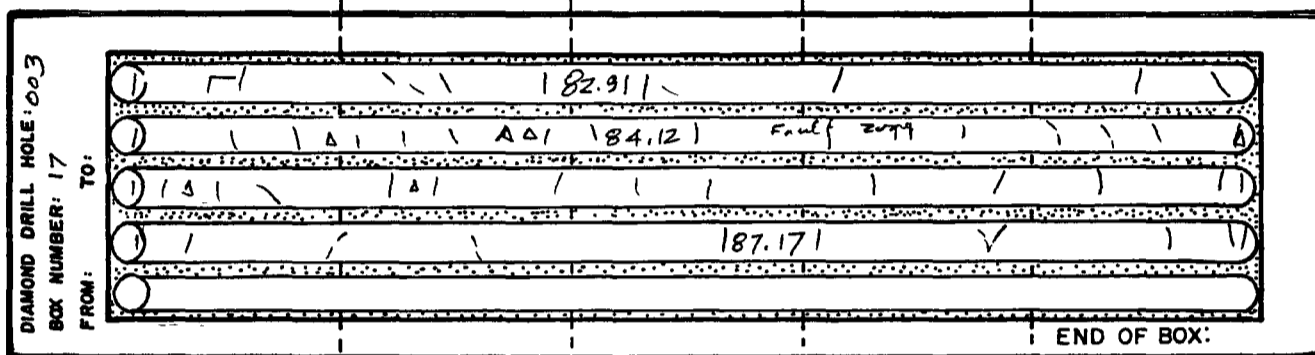 DIAMOND DRILL HOLE: 003
BOX NUMBER: 17
FROM: TO:
82.91
84.12 Fault
87.17
END OF BOX: